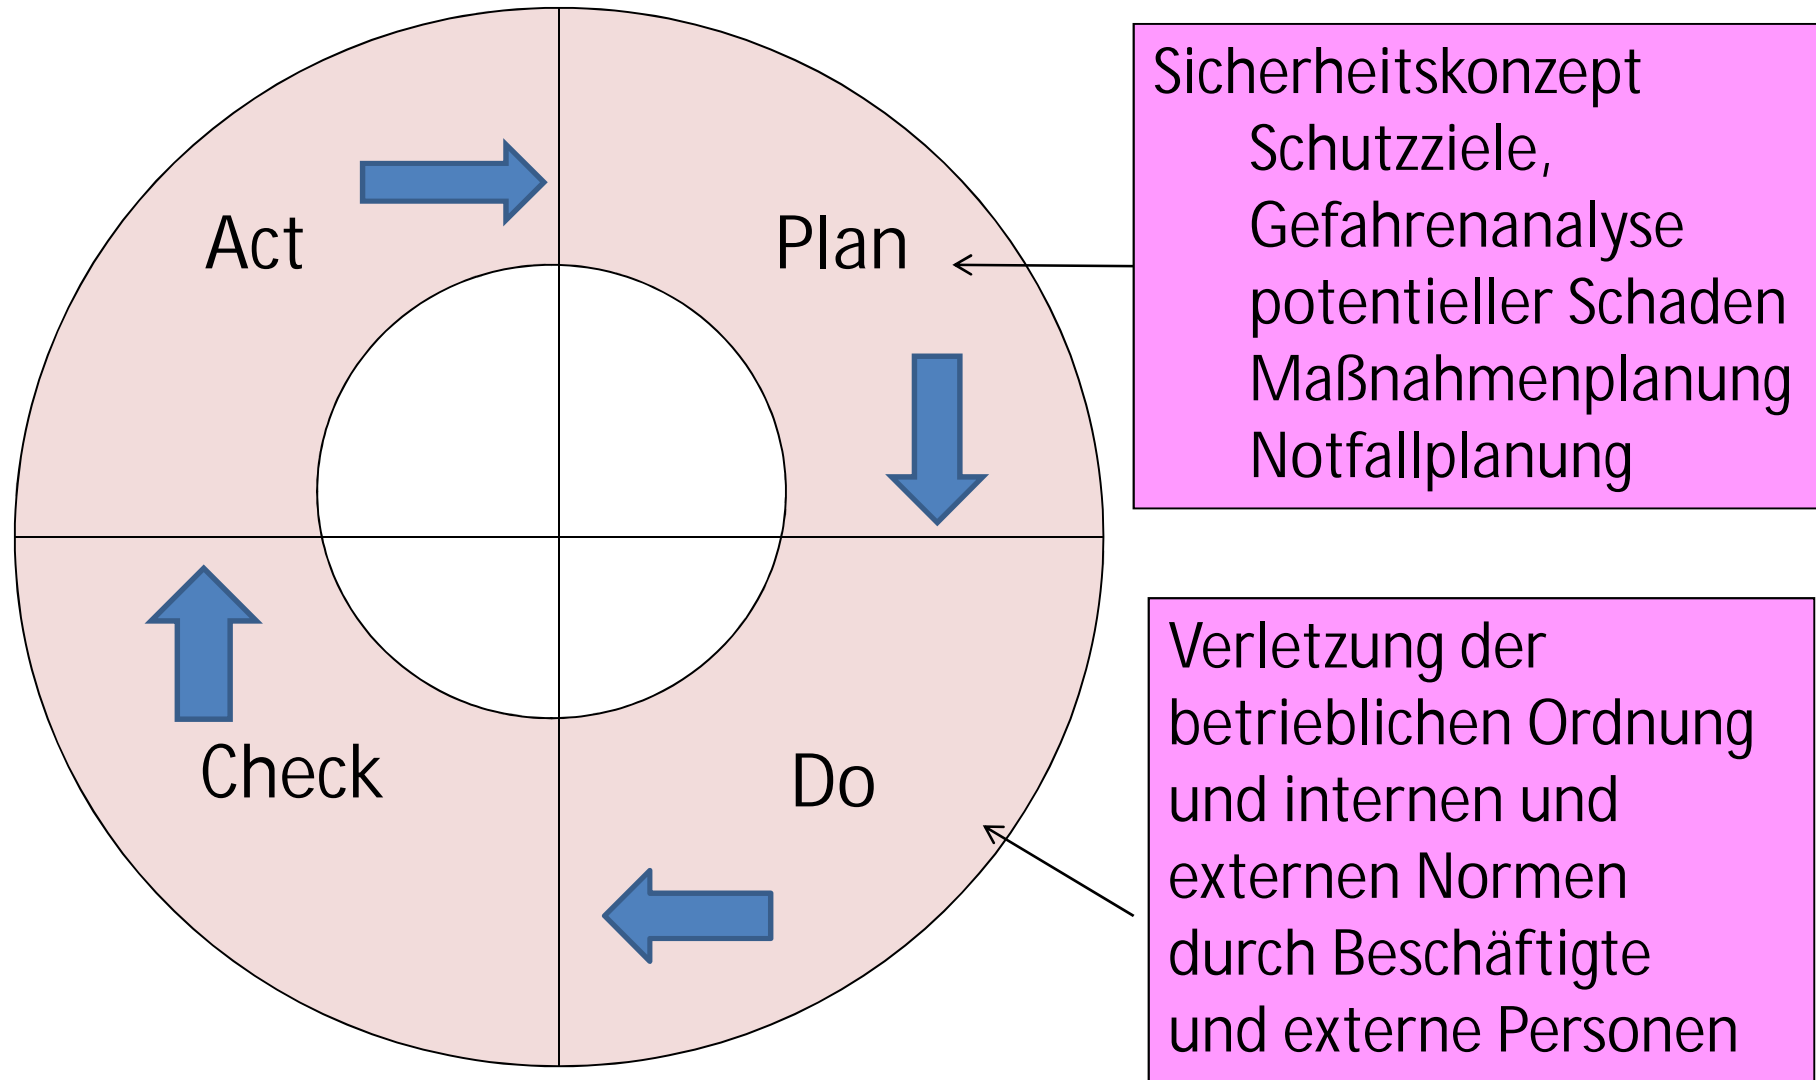 Act
Plan
Check
Do
Sicherheitskonzept
Schutzziele,
Gefahrenanalyse
potentieller Schaden
Maßnahmenplanung
Notfallplanung
Verletzung der
betrieblichen Ordnung
und internen und
externen Normen
durch Beschäftigte
und externe Personen